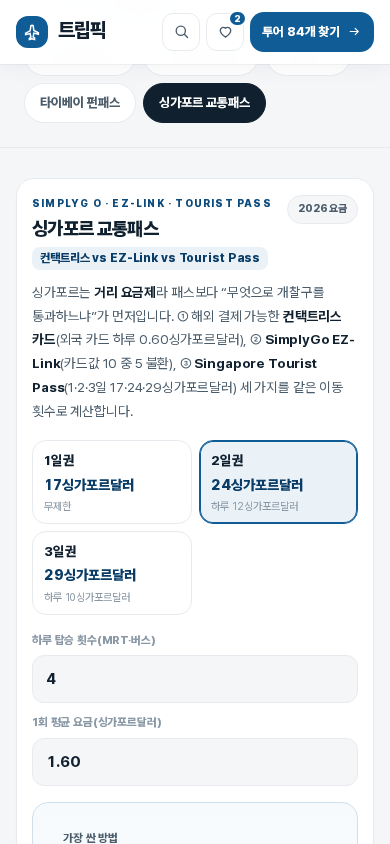 트립픽
2
투어 84개 찾기 →
타이베이 펀패스
싱가포르 교통패스
SIMPLYG O · EZ-LINK · TOURIST PASS
싱가포르 교통패스
2026 요금
컨택트리스 vs EZ-Link vs Tourist Pass
싱가포르는 거리 요금제라 패스보다 “무엇으로 개찰구를
통과하느냐”가 먼저입니다. ① 해외 결제 가능한 컨택트리스
카드(외국 카드 하루 0.60싱가포르달러), ② SimplyGo EZ-
Link(카드값 10 중 5 불환), ③ Singapore Tourist
Pass(1·2·3일 17·24·29싱가포르달러) 세 가지를 같은 이동
횟수로 계산합니다.
1일권
17싱가포르달러
무제한
2일권
24싱가포르달러
하루 12싱가포르달러
3일권
29싱가포르달러
하루 10싱가포르달러
하루 탑승 횟수(MRT·버스)
4
1회 평균 요금(싱가포르달러)
1.60
가장 싼 방법